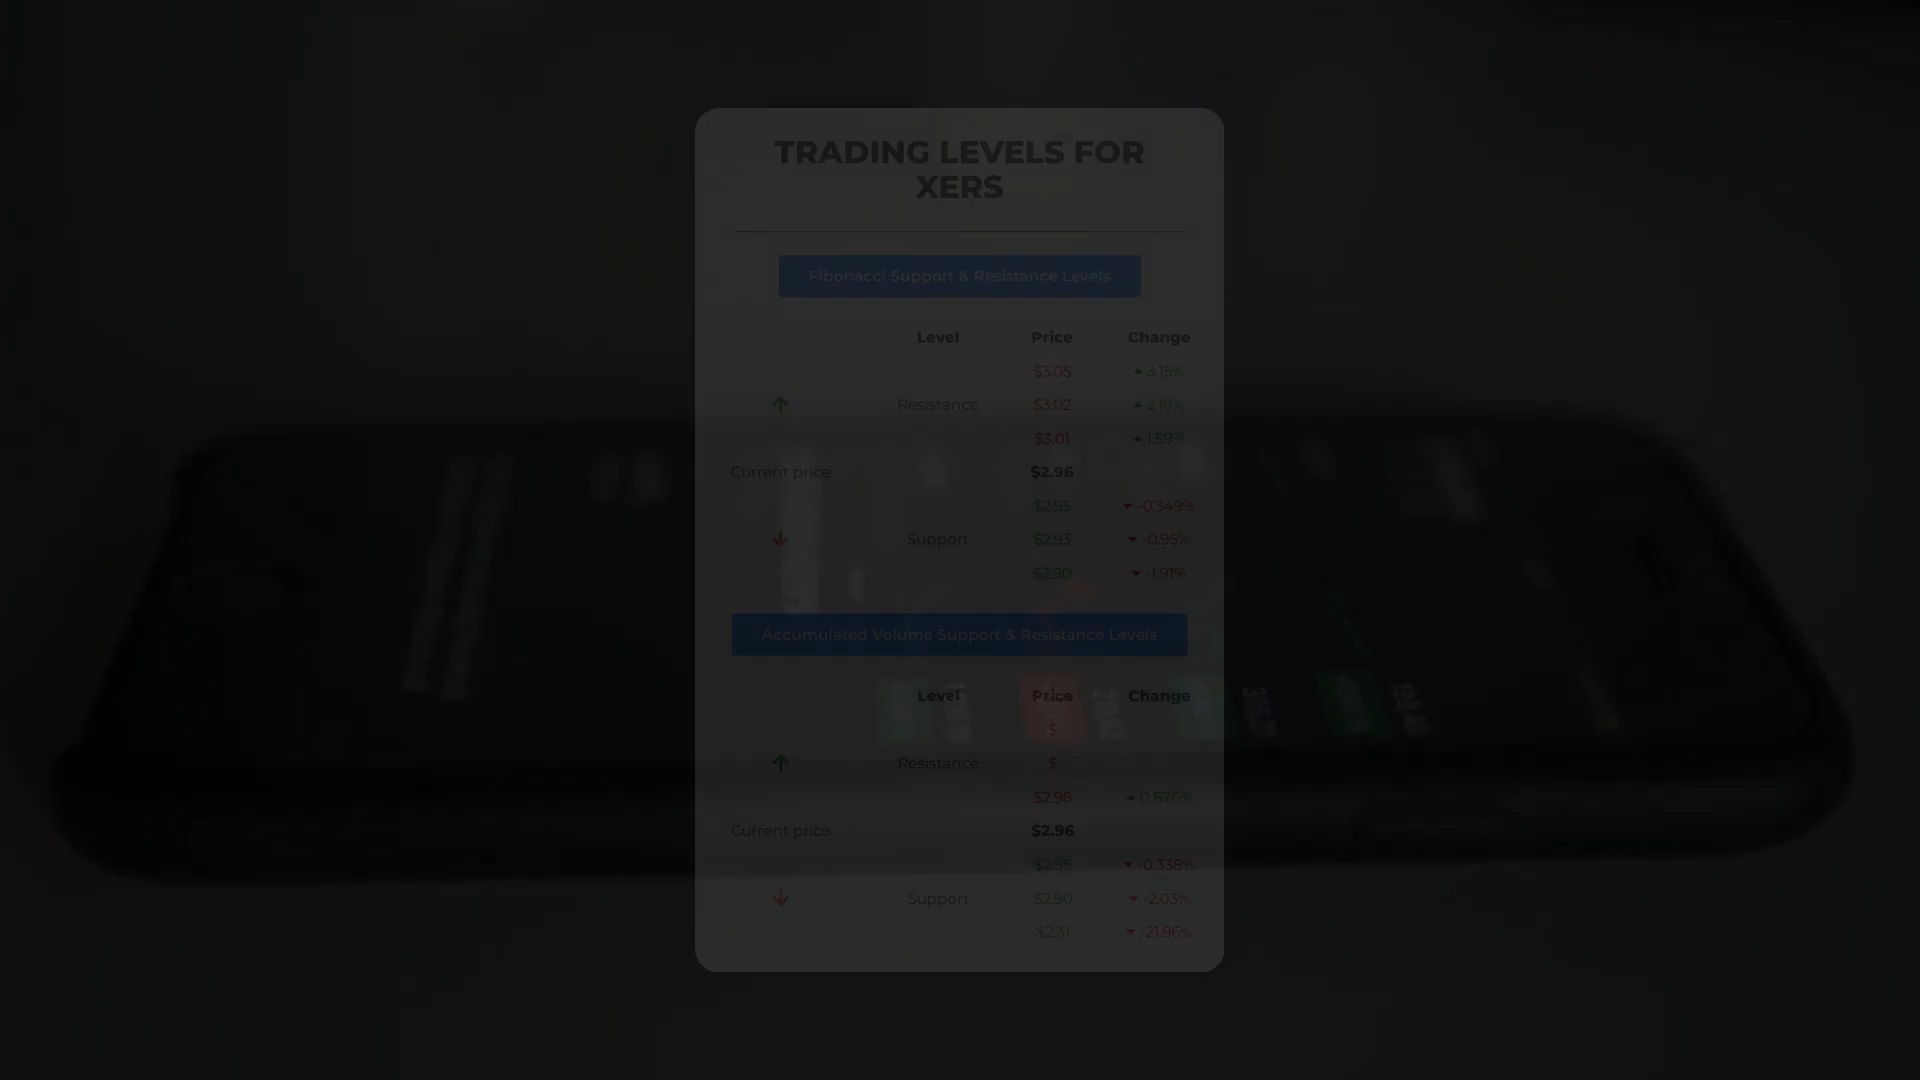 TRADING LEVELS FOR
XERS
Fibonacci Support & Resistance Levels
Level Price Change
$3.05 3.15%
Resistance $3.02 2.19%
$3.01 1.59%
Current price $2.96
$2.95 -0.349%
Support $2.93 -0.95%
$2.90 -1.91%
Accumulated Volume Support & Resistance Levels
Level Price Change
$
Resistance $
$2.98 0.676%
Current price $2.96
$2.95 -0.338%
Support $2.90 -2.03%
$2.31 -21.96%